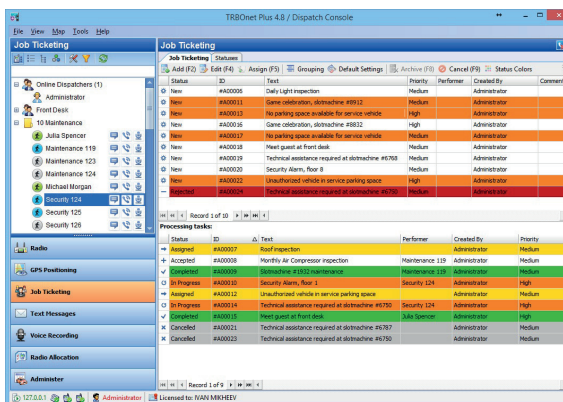 TRBOnet Plus 4.8 / Dispatch Console
File View Map Tools Help
Job Ticketing
Online Dispatchers (1)
Administrator
Front Desk
10 Maintenance
Julia Spencer
Maintenance 119
Maintenance 123
Maintenance 124
Michael Morgan
Security 124
Security 125
Security 126
Radio
GPS Positioning
Job Ticketing
Text Messages
Voice Recording
Radio Allocation
Administer
Job Ticketing
Job Ticketing Statuses
Add (F2) Edit (F4) Assign (F5) Grouping Default Settings Archive (F8) Cancel (F9) Status Colors
Status ID Text Priority Performer Created By Comment
New #A00006 Daily Light inspection Medium Administrator
New #A00011 Game celebration, slotmachine #8912 Medium Administrator
New #A00013 No parking space available for service vehicle High Administrator
New #A00016 Game celebration, slotmachine #8832 Medium Administrator
New #A00017 No parking space available for service vehicle High Administrator
New #A00018 Meet guest at front desk Medium Administrator
New #A00019 Technical assistance required at slotmachine #6768 Medium Administrator
New #A00020 Security Alarm, floor 8 Medium Administrator
New #A00022 Unauthorized vehicle in service parking space High Administrator
Rejected #A00024 Technical assistance required at slotmachine #6750 Medium Administrator
Record 1 of 10
Processing tasks:
Status ID Text Performer Created By Priority
Assigned #A00007 Roof inspection Administrator Medium
Accepted #A00008 Monthly Air Compressor inspection Maintenance 119 Administrator Medium
Completed #A00009 Slotmachine #1932 maintenance Maintenance 119 Administrator Medium
In Progress #A00010 Security Alarm, floor 1 Security 124 Administrator High
Assigned #A00012 Unauthorized vehicle in service parking space Administrator Medium
In Progress #A00014 Technical assistance required at slotmachine #6750 Security 124 Administrator High
Completed #A00015 Meet guest at front desk Julia Spencer Administrator High
Cancelled #A00021 Technical assistance required at slotmachine #6787 Administrator Medium
Cancelled #A00023 Technical assistance required at slotmachine #6750 Administrator Medium
Record 1 of 9
127.0.0.1 Administrator Licensed to: IVAN MIKHEEV